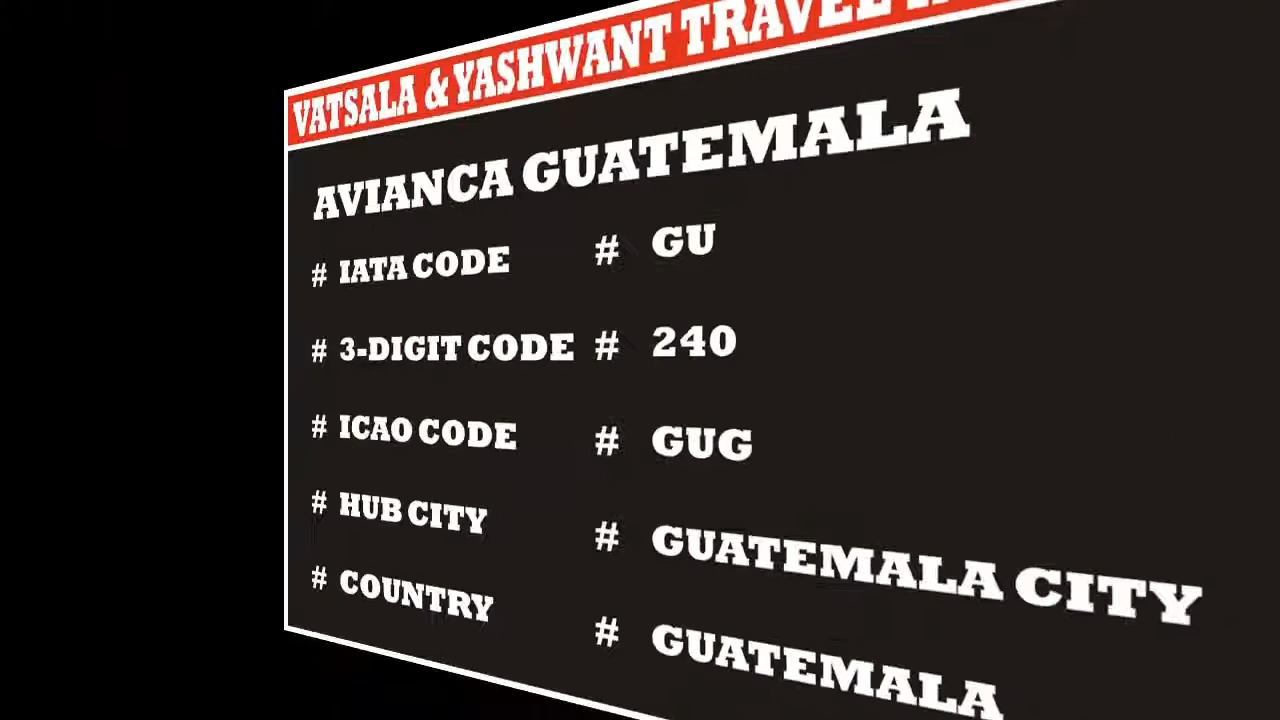 VATSALA & YASHWANT TRAVEL
AVIANCA GUATEMALA
# IATA CODE # GU
# 3-DIGIT CODE # 240
# ICAO CODE # GUG
# HUB CITY # GUATEMALA CITY
# COUNTRY # GUATEMALA